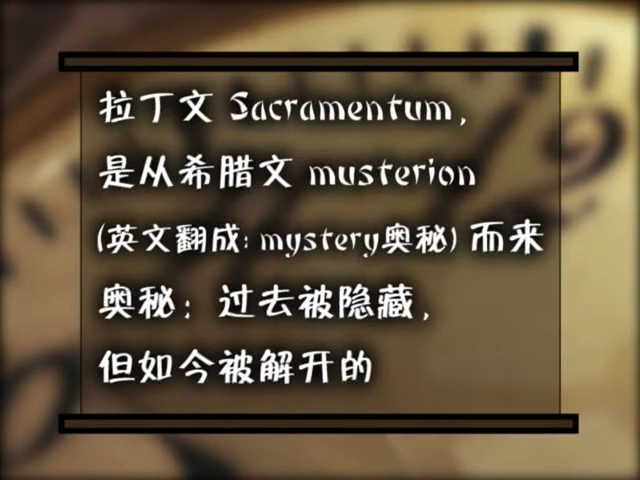 拉丁文 Sacramentum,
是从希腊文 musterion
(英文翻成: mystery奥秘) 而来
奥秘: 过去被隐藏,
但如今被解开的